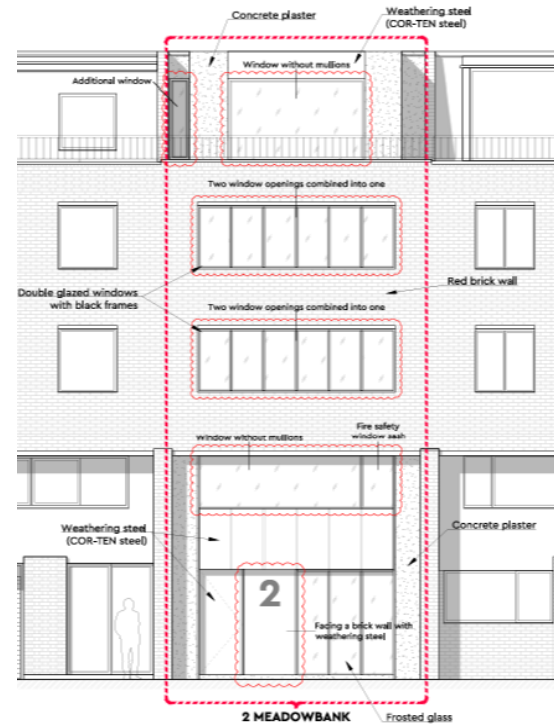 Concrete plaster
Weathering steel
(COR-TEN steel)
Additional window
Window without mullions
Two window openings combined into one
Red brick wall
Double glazed windows
with black frames
Two window openings combined into one
Window without mullions
Fire safety
window sash
Weathering steel
(COR-TEN steel)
Concrete plaster
2
Facing a brick wall with
weathering steel
2 MEADOWBANK
Frosted glass